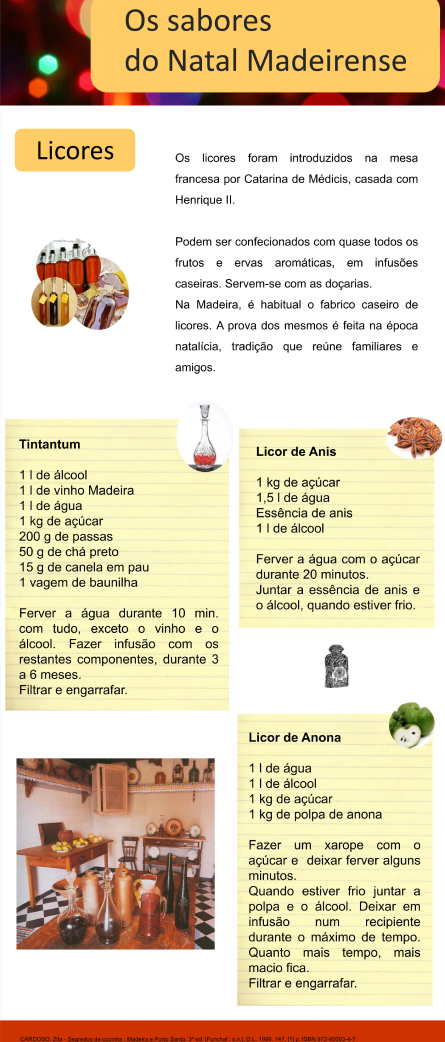 Os sabores
do Natal Madeirense
Licores
Os licores foram introduzidos na mesa
francesa por Catarina de Médicis, casada com
Henrique II.
Podem ser confecionados com quase todos os
frutos e ervas aromáticas, em infusões
caseiras. Servem-se com as doçarias.
Na Madeira, é habitual o fabrico caseiro de
licores. A prova dos mesmos é feita na época
natalícia, tradição que reúne familiares e
amigos.
Tintantum
1 l de álcool
1 l de vinho Madeira
1 l de água
1 kg de açúcar
200 g de passas
50 g de chá preto
15 g de canela em pau
1 vagem de baunilha
Ferver a água durante 10 min.
com tudo, exceto o vinho e o
álcool. Fazer infusão com os
restantes componentes, durante 3
a 6 meses.
Filtrar e engarrafar.
Licor de Anis
1 kg de açúcar
1,5 l de água
Essência de anis
1 l de álcool
Ferver a água com o açúcar
durante 20 minutos.
Juntar a essência de anis e
o álcool, quando estiver frio.
Licor de Anona
1 l de água
1 l de álcool
1 kg de açúcar
1 kg de polpa de anona
Fazer um xarope com o
açúcar e deixar ferver alguns
minutos.
Quando estiver frio juntar a
polpa e o álcool. Deixar em
infusão num recipiente
durante o máximo de tempo.
Quanto mais tempo, mais
macio fica.
Filtrar e engarrafar.
CARDOSO, Zita - Segredos da cozinha : Madeira e Porto Santo. 3ª ed. [Funchal : s.n.], D.L. 1999. 147, [1] p. ISBN 972-95003-4-7